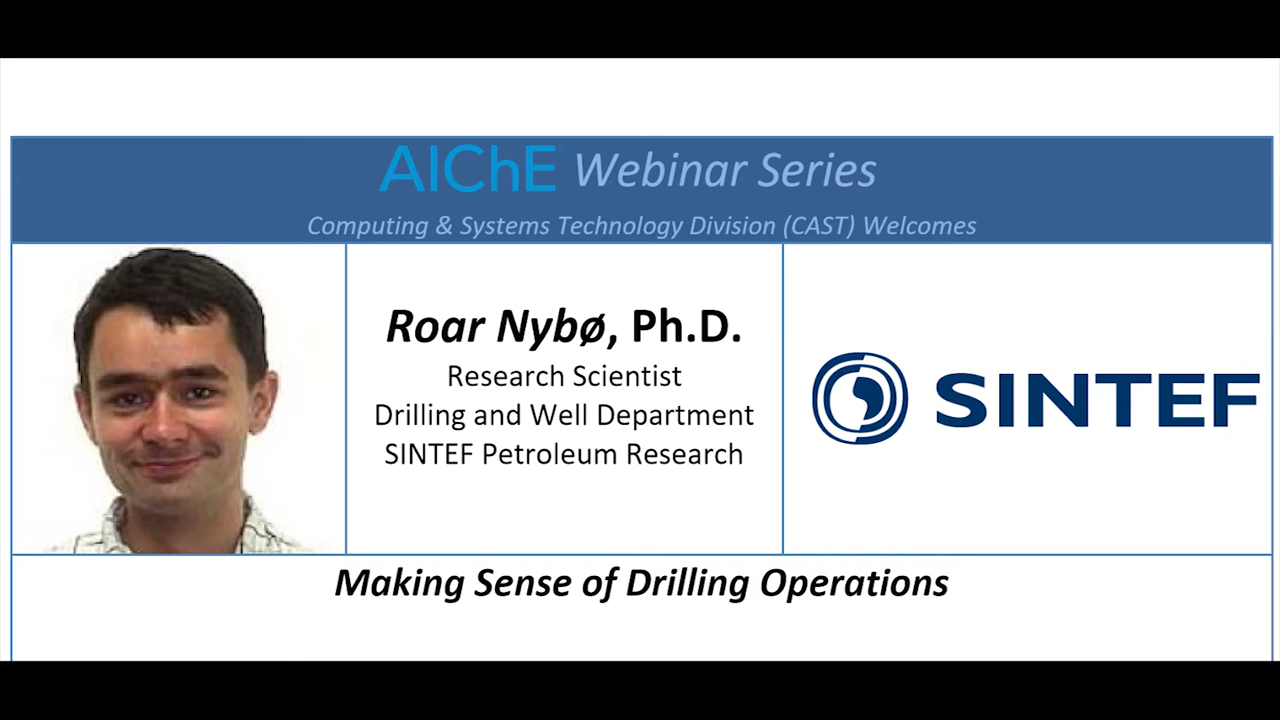 AIChE Webinar Series
Computing & Systems Technology Division (CAST) Welcomes
Roar Nybø, Ph.D.
Research Scientist
Drilling and Well Department
SINTEF Petroleum Research
SINTEF
Making Sense of Drilling Operations